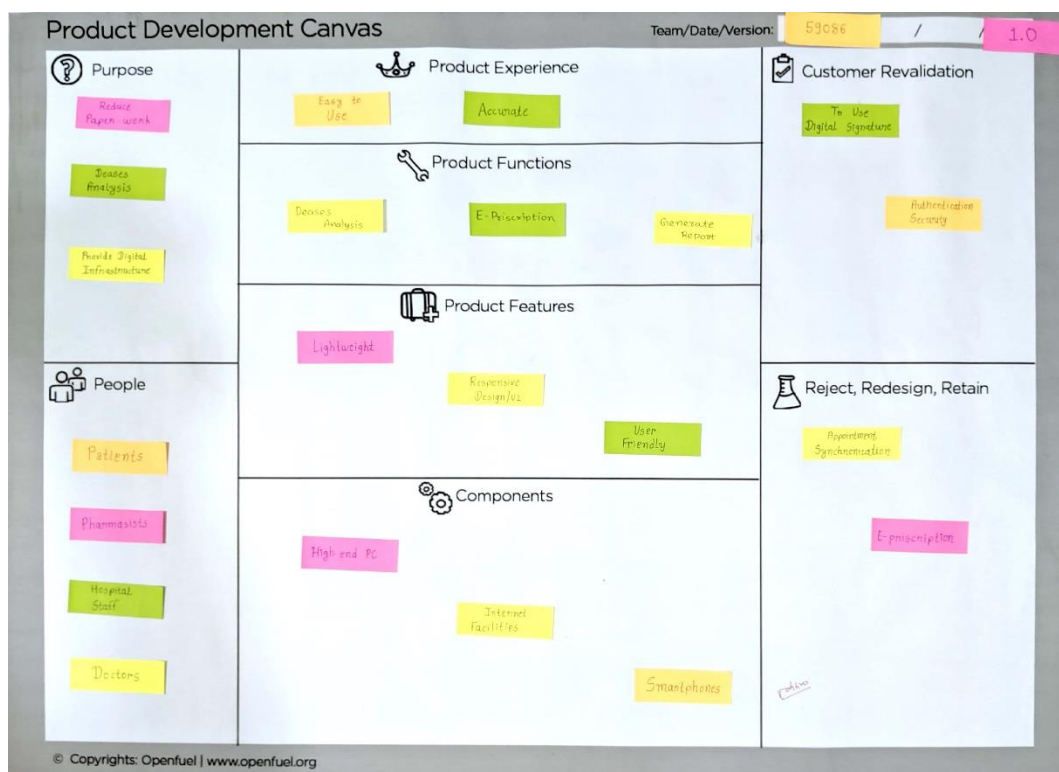 Product Development Canvas
Team/Date/Version:
59086
/
/
1.0
Purpose
Reduce
Paper work
Deases
Analysis
Provide Digital
Infrastructure
People
Patients
Pharmasists
Hospital
Staff
Doctors
Product Experience
Easy to
Use
Accurate
Product Functions
Deases
Analysis
E-Priscription
Generate
Report
Product Features
Lightweight
Responsive
Design/UI
User
Friendly
Components
High end PC
Internet
Facilities
Smartphones
Customer Revalidation
To Use
Digital Signature
Authentication
Security
Reject, Redesign, Retain
Appointment
Synchronization
E-priscription
© Copyrights: Openfuel | www.openfuel.org